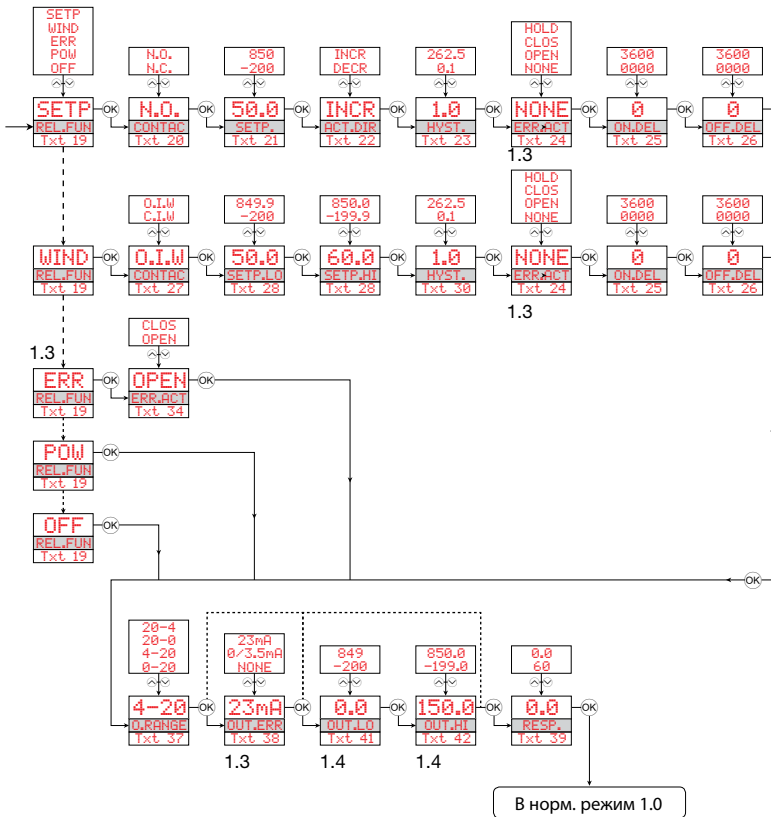 SETP
WIND
ERR
POW
OFF
N.O.
N.C.
850
-200
INCR
DECR
262.5
0.1
HOLD
CLOS
OPEN
NONE
3600
0000
3600
0000
SETP
REL.FUN
Txt 19
OK
N.O.
CONTAC
Txt 20
OK
50.0
SETP.
Txt 21
OK
INCR
ACT.DIR
Txt 22
OK
1.0
HYST.
Txt 23
OK
NONE
ERR.ACT
Txt 24
OK
0
ON.DEL
Txt 25
OK
0
OFF.DEL
Txt 26
1.3
O.I.W
C.I.W
849.9
-200
850.0
-199.9
262.5
0.1
HOLD
CLOS
OPEN
NONE
3600
0000
3600
0000
WIND
REL.FUN
Txt 19
OK
O.I.W
CONTAC
Txt 27
OK
50.0
SETP.LO
Txt 28
OK
60.0
SETP.HI
Txt 28
OK
1.0
HYST.
Txt 30
OK
NONE
ERR.ACT
Txt 24
OK
0
ON.DEL
Txt 25
OK
0
OFF.DEL
Txt 26
1.3
CLOS
OPEN
1.3
ERR
REL.FUN
Txt 19
OK
OPEN
ERR.ACT
Txt 34
OK
POW
REL.FUN
Txt 19
OK
OFF
REL.FUN
Txt 19
OK
OK
20-4
20-0
4-20
0-20
23mA
0/3.5mA
NONE
849
-200
850.0
-199.0
0.0
60
4-20
O.RANGE
Txt 37
OK
23mA
OUT.ERR
Txt 38
OK
0.0
OUT.LO
Txt 41
OK
150.0
OUT.HI
Txt 42
OK
0.0
RESP.
Txt 39
OK
1.3
1.4
1.4
В норм. режим 1.0